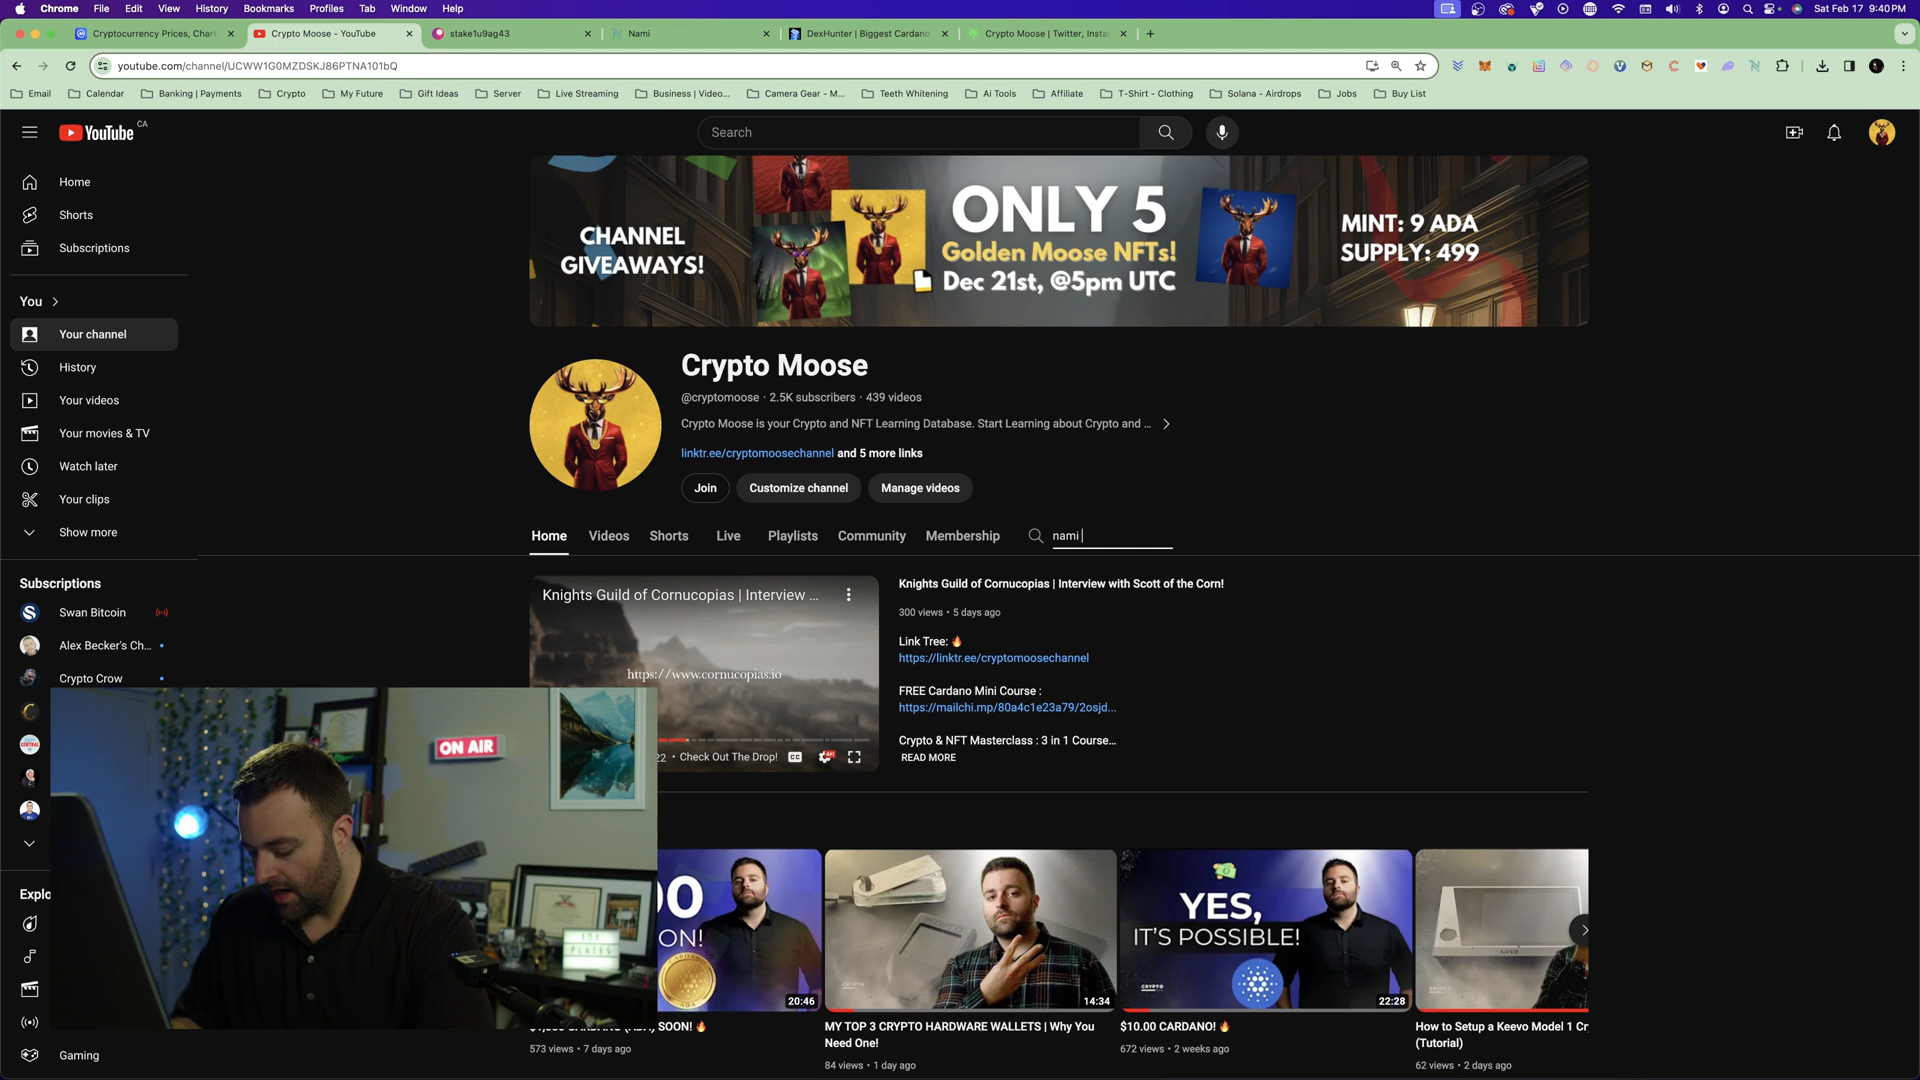 Chrome File Edit View History Bookmarks Profiles Tab Window Help
Sat Feb 17 9:40 PM
Cryptocurrency Prices, Chart
Crypto Moose - YouTube
stake1u9ag43
Nami
DexHunter | Biggest Cardano
Crypto Moose | Twitter, Insta
youtube.com/channel/UCWW1G0MZDSKJ86PTNA101bQ
Email
Calendar
Banking | Payments
Crypto
My Future
Gift Ideas
Server
Live Streaming
Business | Video...
Camera Gear - M...
Teeth Whitening
Ai Tools
Affiliate
T-Shirt - Clothing
Solana - Airdrops
Jobs
Buy List
YouTube CA
Search
Home
Shorts
Subscriptions
You
Your channel
History
Your videos
Your movies & TV
Watch later
Your clips
Show more
Subscriptions
Swan Bitcoin
Alex Becker's Ch...
Crypto Crow
CHANNEL
GIVEAWAYS!
ONLY 5
Golden Moose NFTs!
Dec 21st, @5pm UTC
MINT: 9 ADA
SUPPLY: 499
Crypto Moose
@cryptomoose · 2.5K subscribers · 439 videos
Crypto Moose is your Crypto and NFT Learning Database. Start Learning about Crypto and ...
linktr.ee/cryptomoosechannel and 5 more links
Join
Customize channel
Manage videos
Home
Videos
Shorts
Live
Playlists
Community
Membership
nami
Knights Guild of Cornucopias | Interview ...
https://www.cornucopias.io
22 • Check Out The Drop!
Knights Guild of Cornucopias | Interview with Scott of the Corn!
300 views • 5 days ago
Link Tree: 🔥
https://linktr.ee/cryptomoosechannel
FREE Cardano Mini Course :
https://mailchi.mp/80a4c1e23a79/2osjd...
Crypto & NFT Masterclass : 3 in 1 Course...
READ MORE
ON AIR
Explo
Gaming
ON!
20:46
SOON! 🔥
573 views • 7 days ago
14:34
MY TOP 3 CRYPTO HARDWARE WALLETS | Why You
Need One!
84 views • 1 day ago
YES,
IT'S POSSIBLE!
CRYPTO
22:28
$10.00 CARDANO! 🔥
672 views • 2 weeks ago
How to Setup a Keevo Model 1 Cr
(Tutorial)
62 views • 2 days ago